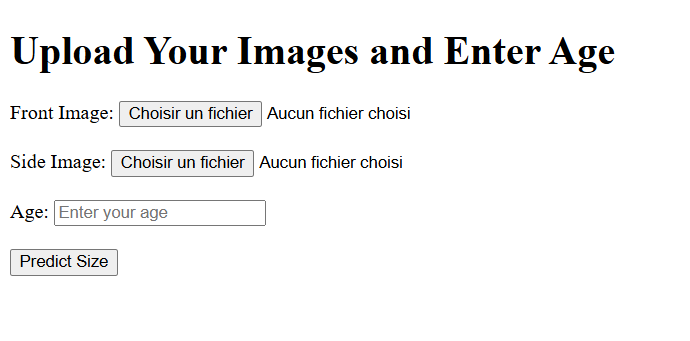 Upload Your Images and Enter Age
Front Image: Choisir un fichier Aucun fichier choisi
Side Image: Choisir un fichier Aucun fichier choisi
Age: Enter your age
Predict Size